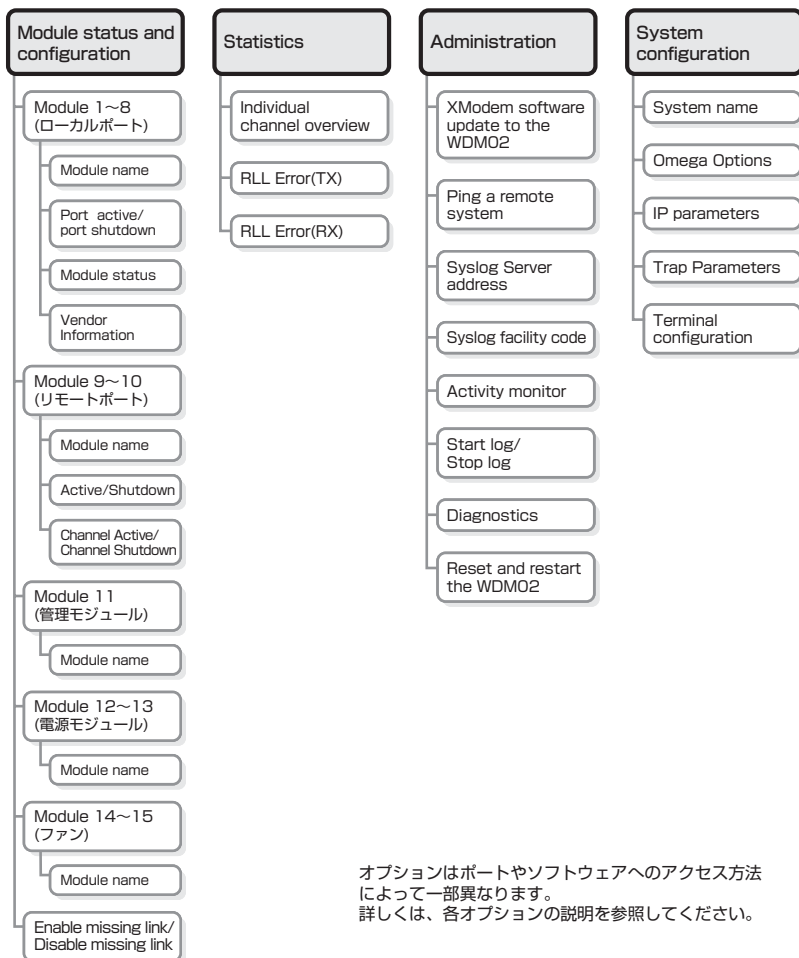 Module status and
configuration
Module 1〜8
(ローカルポート)
Module name
Port active/
port shutdown
Module status
Vendor
Information
Module 9〜10
(リモートポート)
Module name
Active/Shutdown
Channel Active/
Channel Shutdown
Module 11
(管理モジュール)
Module name
Module 12〜13
(電源モジュール)
Module name
Module 14〜15
(ファン)
Module name
Enable missing link/
Disable missing link
Statistics
Individual
channel overview
RLL Error(TX)
RLL Error(RX)
Administration
XModem software
update to the
WDM02
Ping a remote
system
Syslog Server
address
Syslog facility code
Activity monitor
Start log/
Stop log
Diagnostics
Reset and restart
the WDM02
System
configuration
System name
Omega Options
IP parameters
Trap Parameters
Terminal
configuration
オプションはポートやソフトウェアへのアクセス方法
によって一部異なります。
詳しくは、各オプションの説明を参照してください。